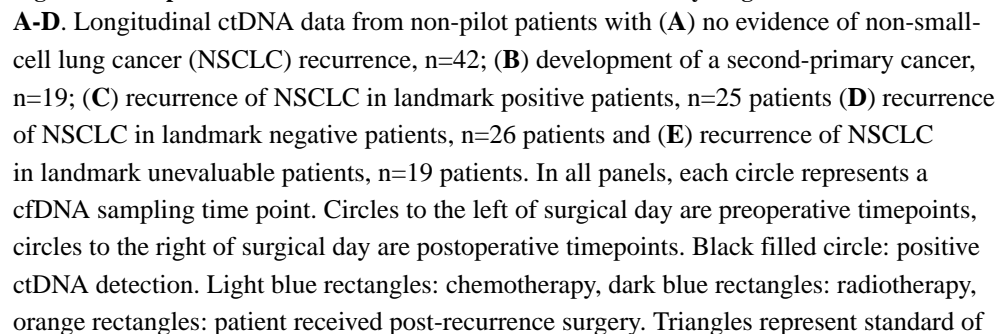 A-D. Longitudinal ctDNA data from non-pilot patients with (A) no evidence of non-small-
cell lung cancer (NSCLC) recurrence, n=42; (B) development of a second-primary cancer,
n=19; (C) recurrence of NSCLC in landmark positive patients, n=25 patients (D) recurrence
of NSCLC in landmark negative patients, n=26 patients and (E) recurrence of NSCLC
in landmark unevaluable patients, n=19 patients. In all panels, each circle represents a
cfDNA sampling time point. Circles to the left of surgical day are preoperative timepoints,
circles to the right of surgical day are postoperative timepoints. Black filled circle: positive
ctDNA detection. Light blue rectangles: chemotherapy, dark blue rectangles: radiotherapy,
orange rectangles: patient received post-recurrence surgery. Triangles represent standard of